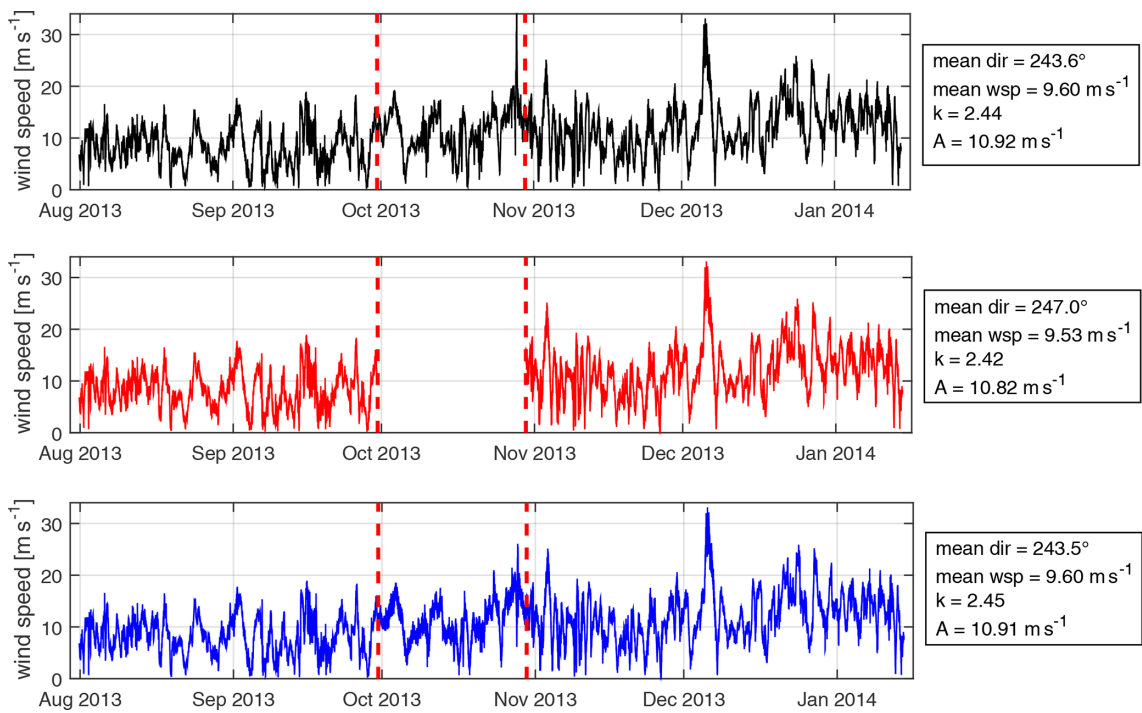 wind speed [m s⁻¹]
30
20
10
0
Aug 2013 Sep 2013 Oct 2013 Nov 2013 Dec 2013 Jan 2014
mean dir = 243.6°
mean wsp = 9.60 m s⁻¹
k = 2.44
A = 10.92 m s⁻¹
wind speed [m s⁻¹]
30
20
10
0
Aug 2013 Sep 2013 Oct 2013 Nov 2013 Dec 2013 Jan 2014
mean dir = 247.0°
mean wsp = 9.53 m s⁻¹
k = 2.42
A = 10.82 m s⁻¹
wind speed [m s⁻¹]
30
20
10
0
Aug 2013 Sep 2013 Oct 2013 Nov 2013 Dec 2013 Jan 2014
mean dir = 243.5°
mean wsp = 9.60 m s⁻¹
k = 2.45
A = 10.91 m s⁻¹